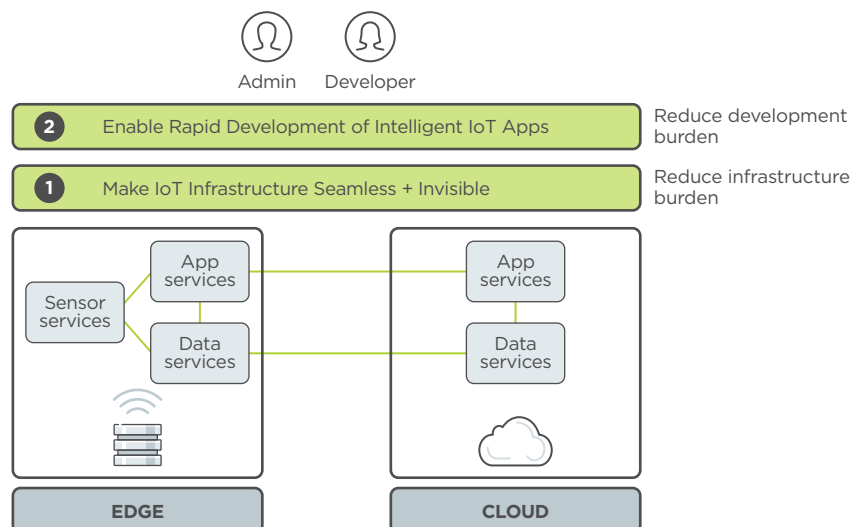 Admin
Developer
2
Enable Rapid Development of Intelligent IoT Apps
Reduce development
burden
1
Make IoT Infrastructure Seamless + Invisible
Reduce infrastructure
burden
App
services
Sensor
services
Data
services
App
services
Data
services
EDGE
CLOUD